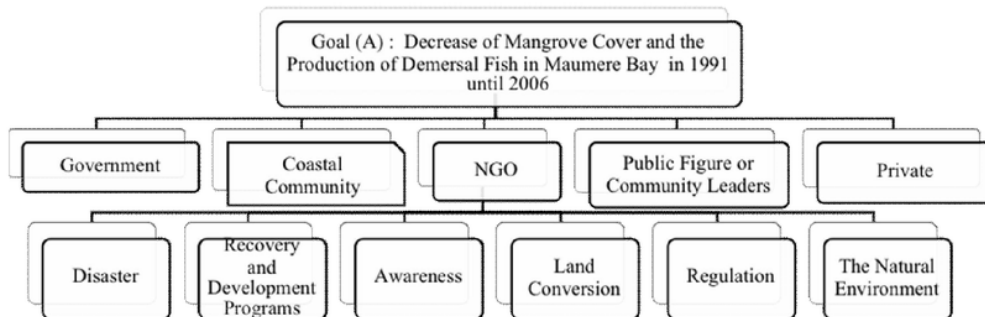 Goal (A) : Decrease of Mangrove Cover and the
Production of Demersal Fish in Maumere Bay in 1991
until 2006
Government
Coastal
Community
NGO
Public Figure or
Community Leaders
Private
Disaster
Recovery
and
Development
Programs
Awareness
Land
Conversion
Regulation
The Natural
Environment